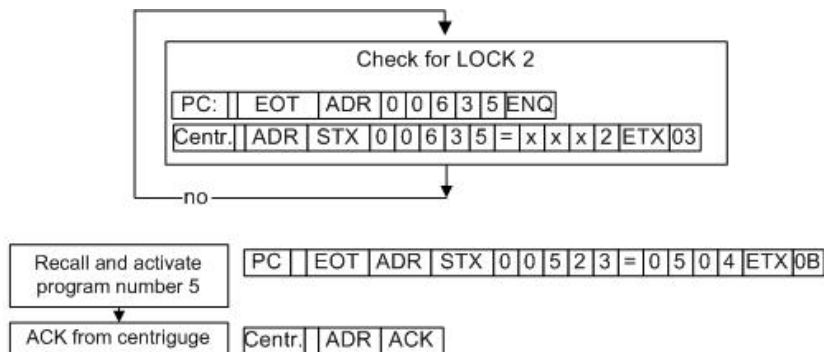 Check for LOCK 2
PC: EOT ADR 0 0 6 3 5 ENQ
Centr. ADR STX 0 0 6 3 5 = x x x 2 ETX 03
no
Recall and activate
program number 5
PC EOT ADR STX 0 0 5 2 3 = 0 5 0 4 ETX 0B
ACK from centriguge
Centr. ADR ACK